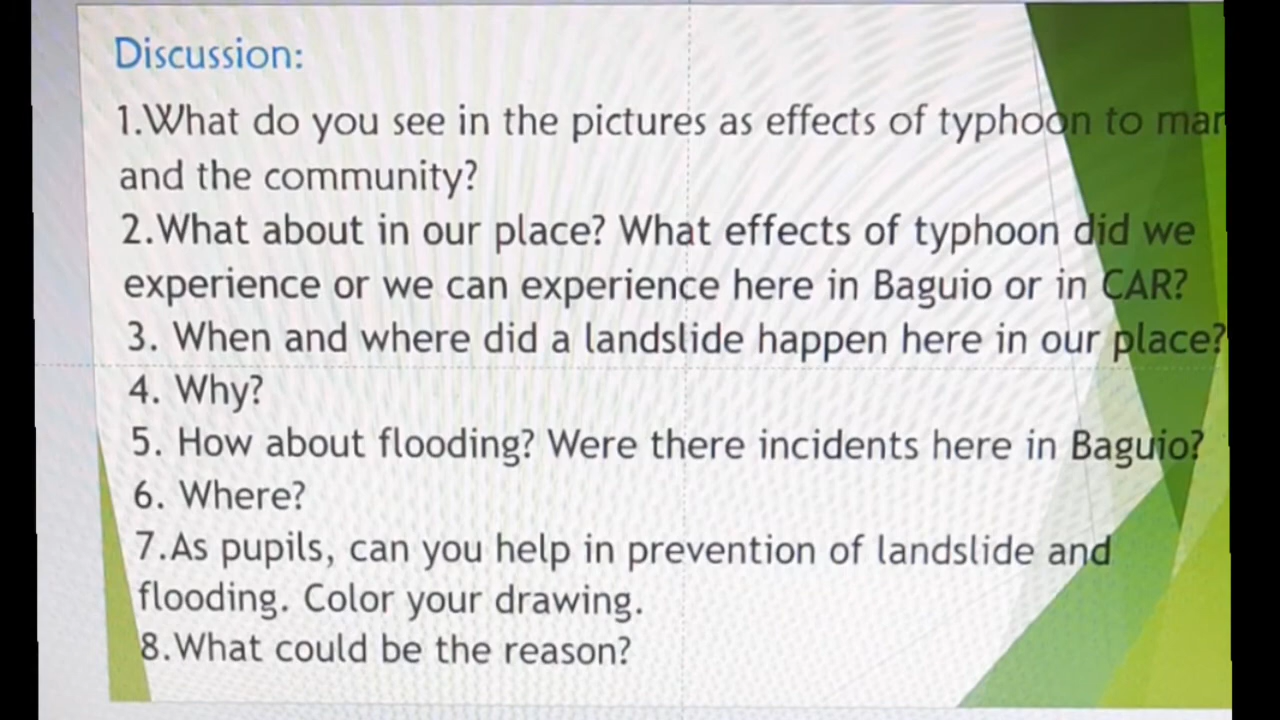 Discussion:
1.What do you see in the pictures as effects of typhoon to
and the community?
2.What about in our place? What effects of typhoon did we
experience or we can experience here in Baguio or in CAR?
3. When and where did a landslide happen here in our place?
4. Why?
5. How about flooding? Were there incidents here in Baguio?
6. Where?
7.As pupils, can you help in prevention of landslide and
flooding. Color your drawing.
8.What could be the reason?